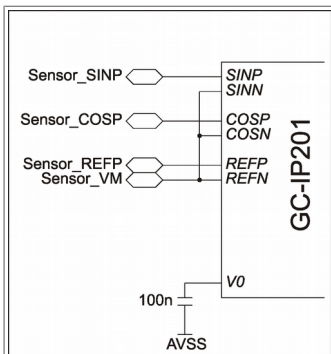 Sensor_SINP SINP
SINN
Sensor_COSP COSP
COSN
Sensor_REFP REFP
Sensor_VM REFN
GC-IP201
V0
100n
AVSS